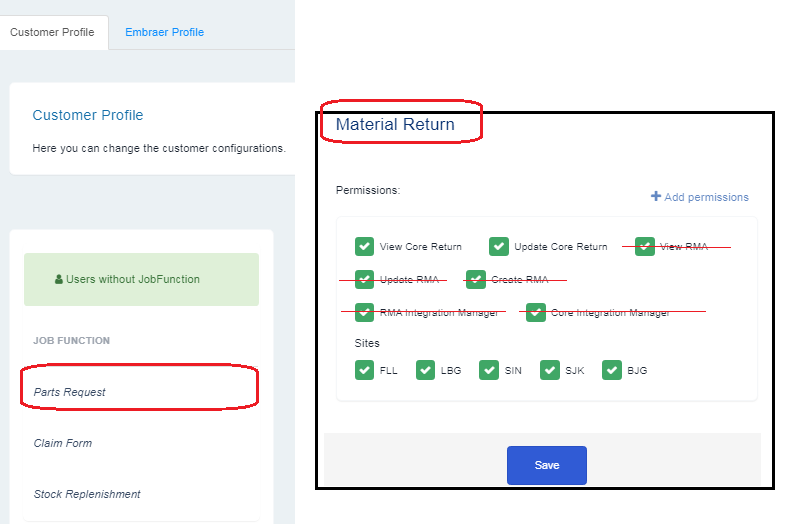 Customer Profile
Embraer Profile
Customer Profile
Here you can change the customer configurations.
Users without JobFunction
JOB FUNCTION
Parts Request
Claim Form
Stock Replenishment
Material Return
Permissions:
Add permissions
View Core Return
Update Core Return
View RMA
Update RMA
Create RMA
RMA Integration Manager
Core Integration Manager
Sites
FLL
LBG
SIN
SJK
BJG
Save